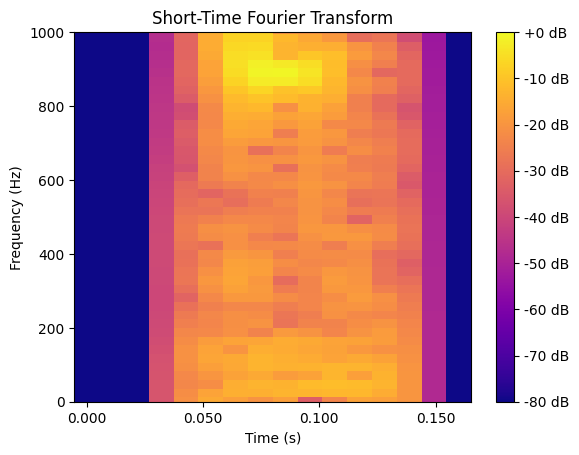 Short-Time Fourier Transform
1000
800
600
400
200
0
Frequency (Hz)
0.000
0.050
0.100
0.150
Time (s)
+0 dB
-10 dB
-20 dB
-30 dB
-40 dB
-50 dB
-60 dB
-70 dB
-80 dB